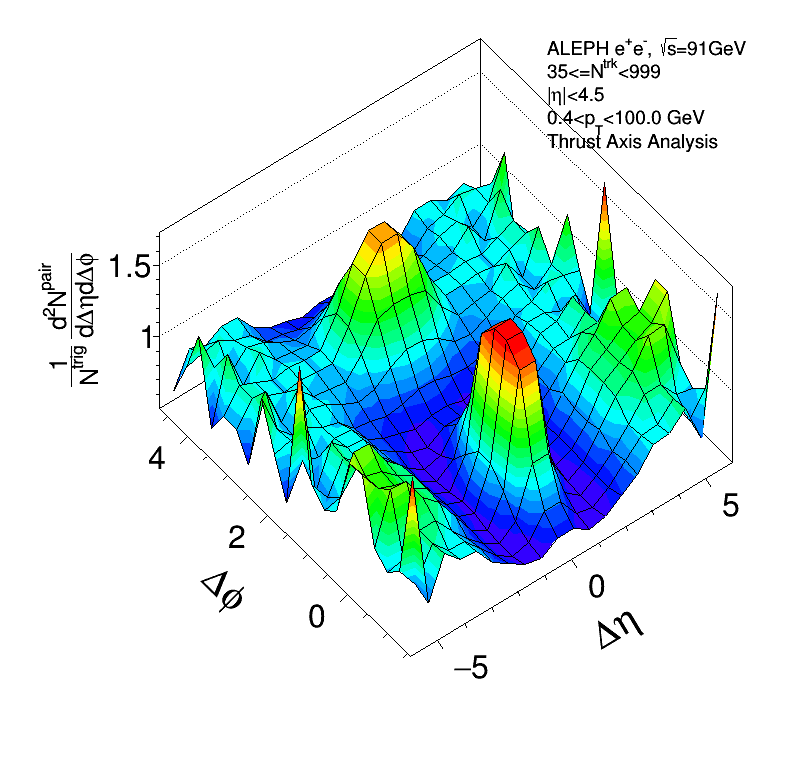 ALEPH e⁺e⁻, √s=91GeV
35<=Nᵗʳᵏ<999
|η|<4.5
0.4<p_T<100.0 GeV
Thrust Axis Analysis
1/N^trig d²N^pair/dΔηdΔϕ
1.5
1
4
2
0
Δϕ
−5
0
5
Δη